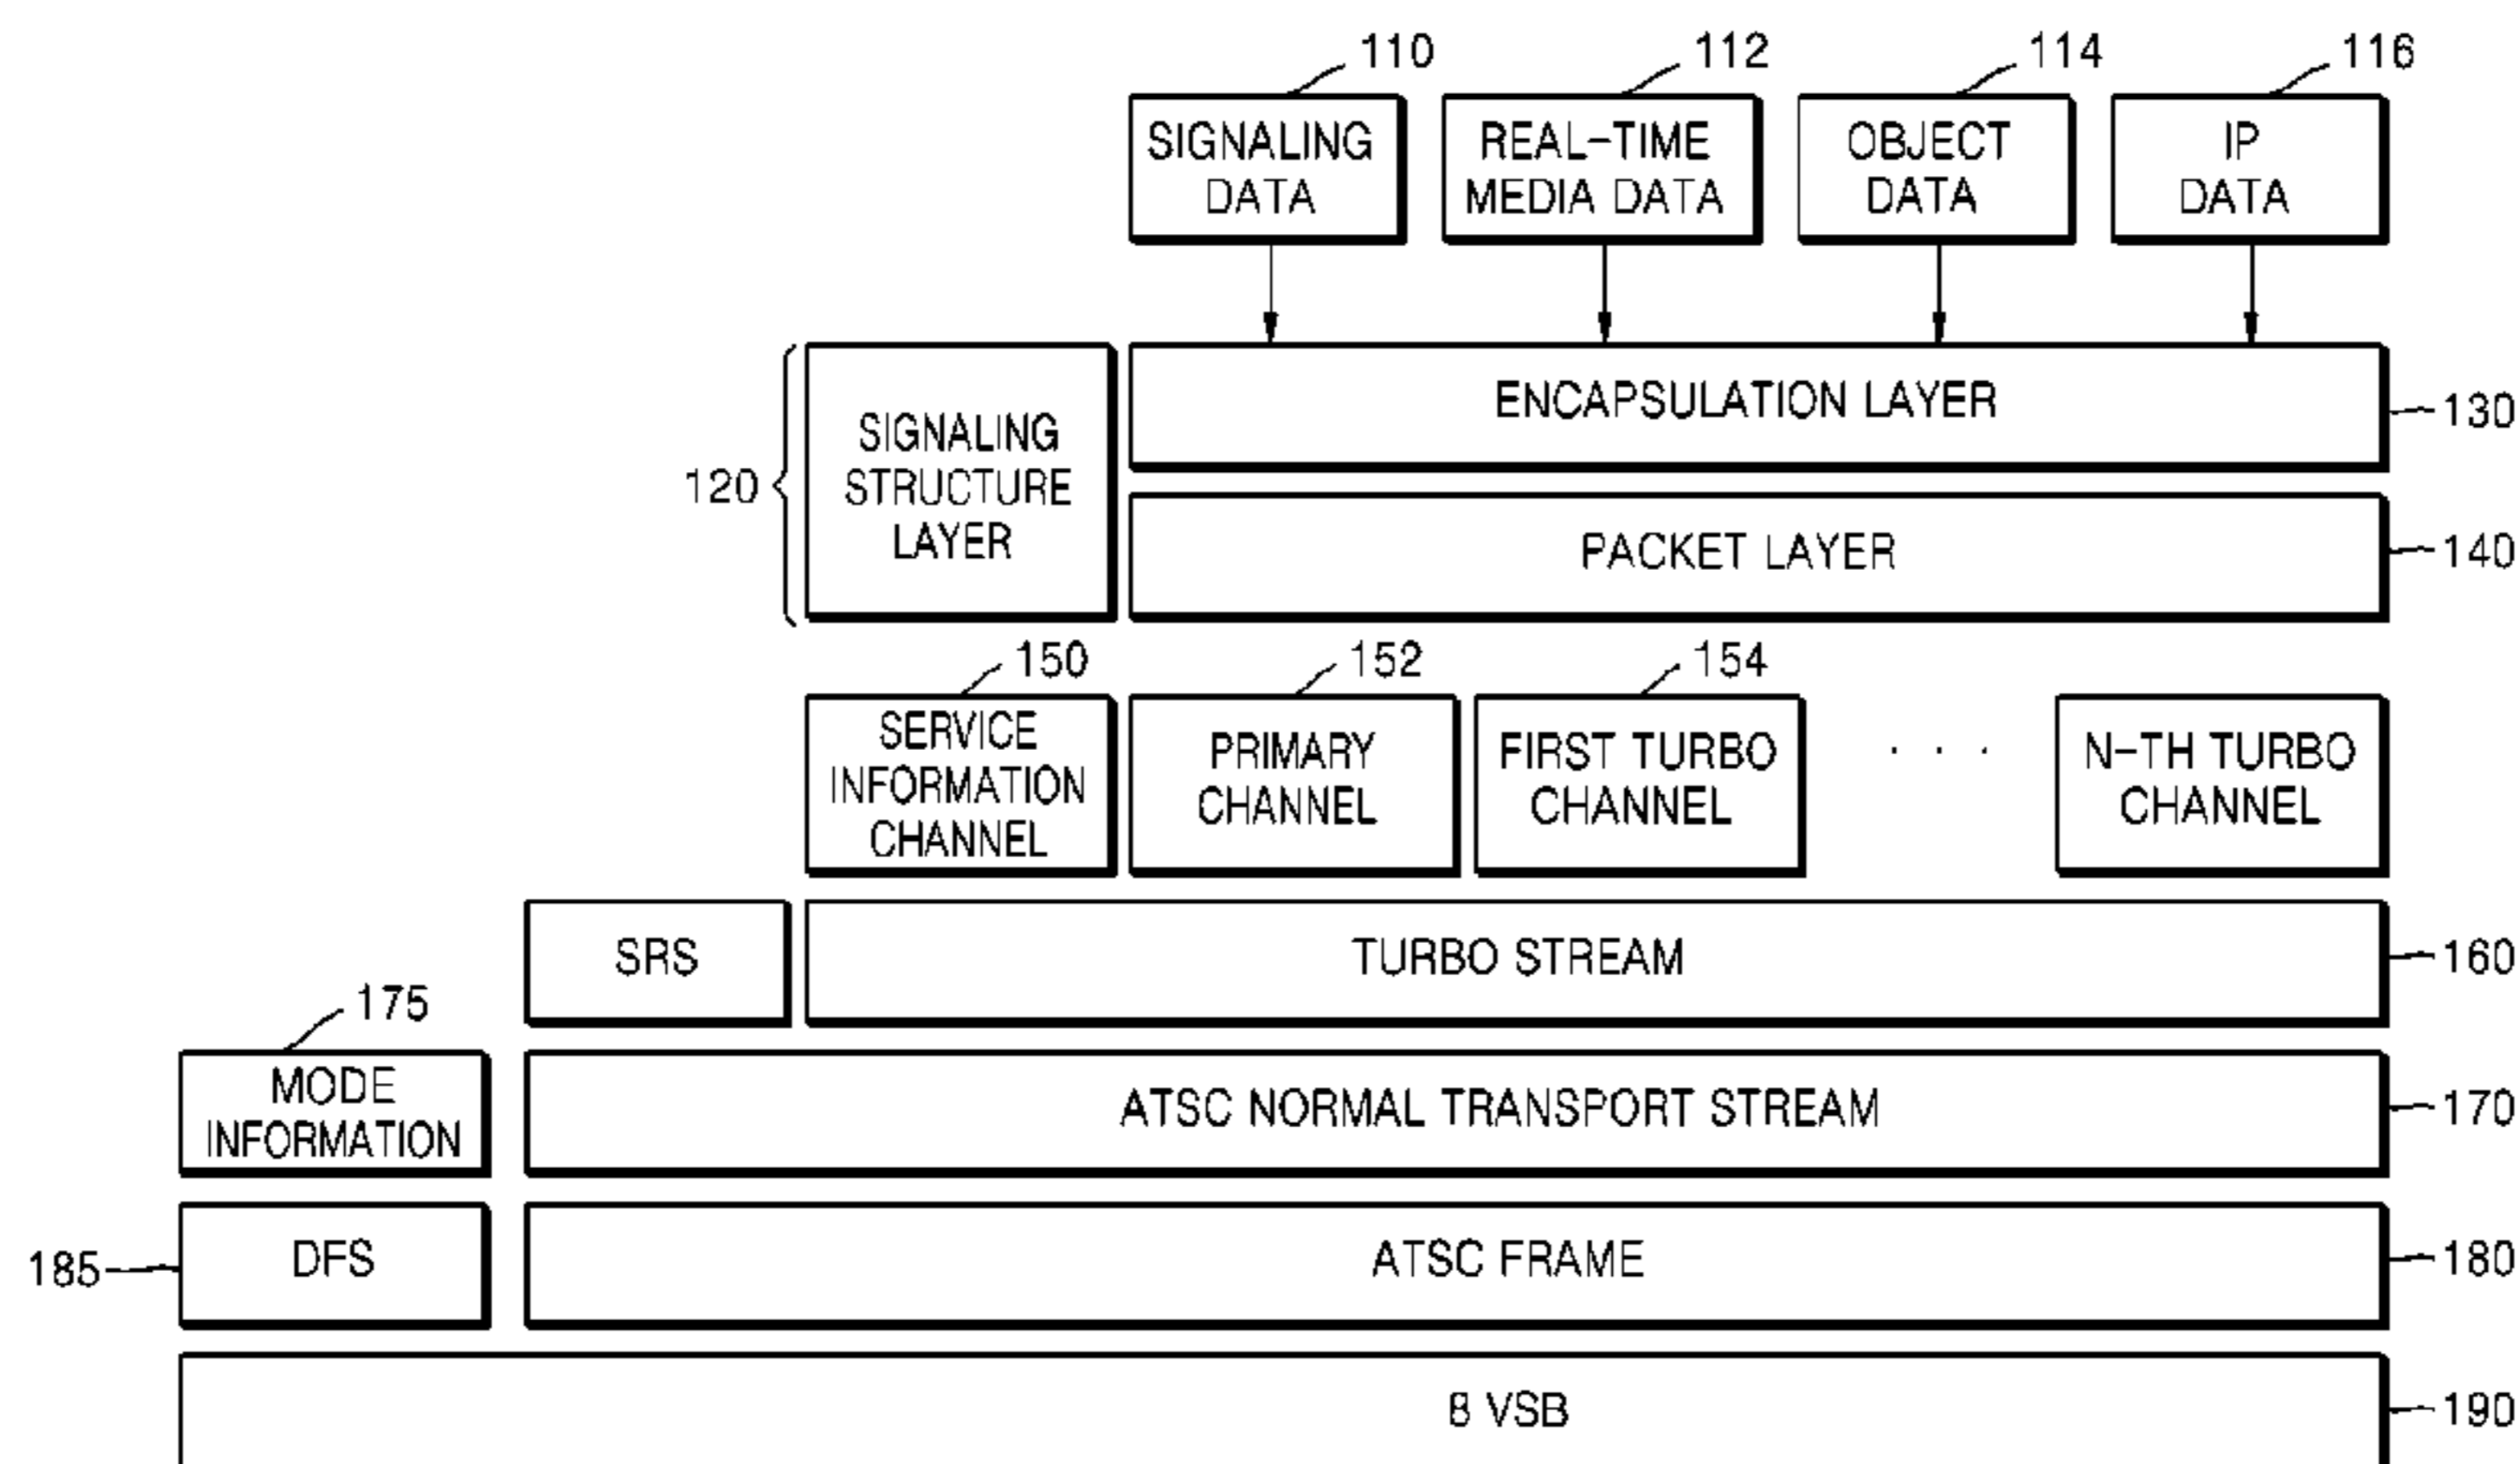 110
112
114
116
SIGNALING
DATA
REAL-TIME
MEDIA DATA
OBJECT
DATA
IP
DATA
120
SIGNALING
STRUCTURE
LAYER
ENCAPSULATION LAYER
130
PACKET LAYER
140
150
152
154
SERVICE
INFORMATION
CHANNEL
PRIMARY
CHANNEL
FIRST TURBO
CHANNEL
. . .
N-TH TURBO
CHANNEL
SRS
TURBO STREAM
160
175
MODE
INFORMATION
ATSC NORMAL TRANSPORT STREAM
170
185
DFS
ATSC FRAME
180
8 VSB
190